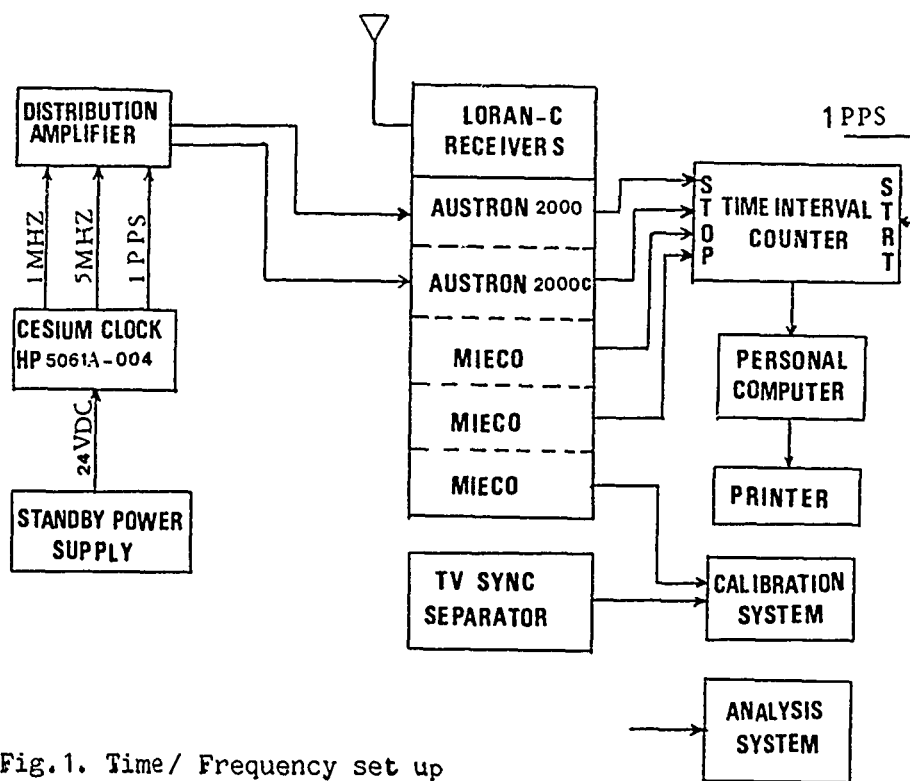 DISTRIBUTION
AMPLIFIER
1MHZ
5MHZ
1PPS
CESIUM CLOCK
HP 5061A-004
24VDC
STANDBY POWER
SUPPLY
LORAN-C
RECEIVERS
AUSTRON 2000
AUSTRON 2000C
MIECO
MIECO
MIECO
TV SYNC
SEPARATOR
1 PPS
STOP
TIME INTERVAL
COUNTER
STRT
PERSONAL
COMPUTER
PRINTER
CALIBRATION
SYSTEM
ANALYSIS
SYSTEM
Fig.1. Time/ Frequency set up